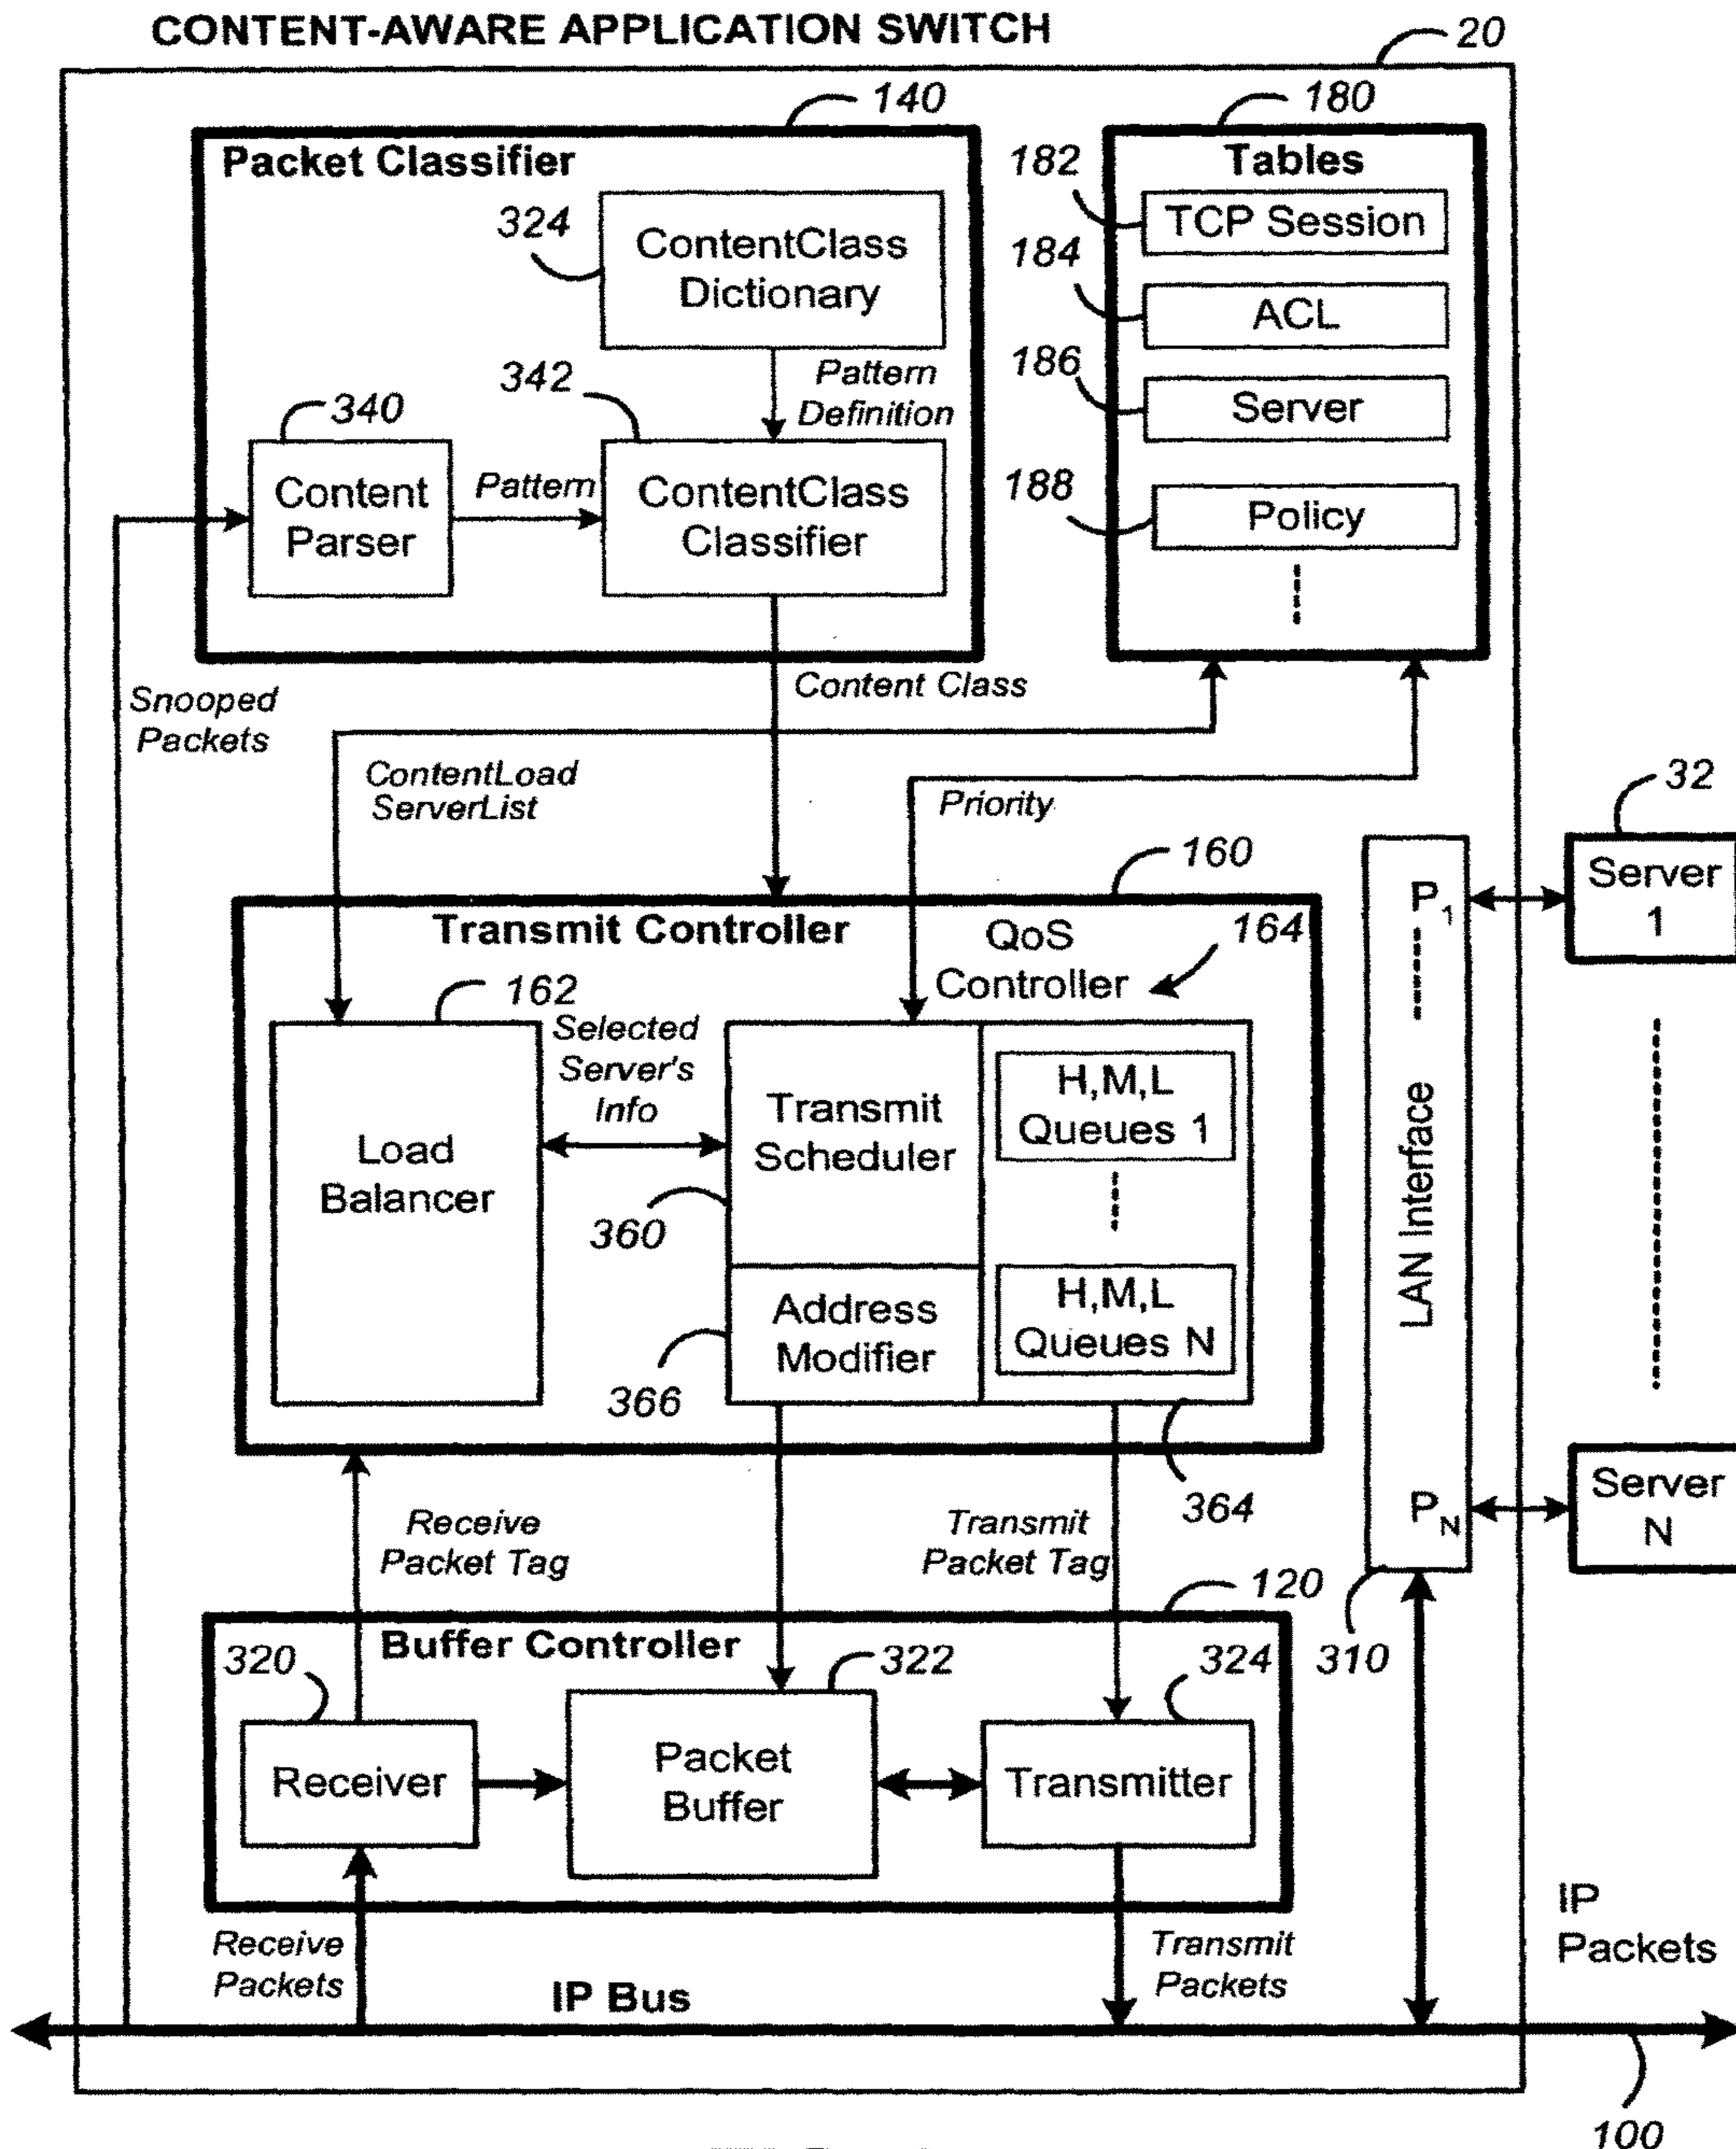 CONTENT-AWARE APPLICATION SWITCH
20
140
180
Packet Classifier
Tables
182
TCP Session
324
ContentClass
Dictionary
184
ACL
342
Pattern
Definition
186
Server
340
Content
Parser
Pattern
ContentClass
Classifier
188
Policy
Snooped
Packets
Content Class
ContentLoad
ServerList
Priority
32
Server
1
160
Transmit Controller
QoS
Controller
164
P1
162
Selected
Server's
Info
Load
Balancer
Transmit
Scheduler
H,M,L
Queues 1
LAN Interface
360
Address
Modifier
H,M,L
Queues N
366
364
PN
Server
N
Receive
Packet Tag
Transmit
Packet Tag
120
310
Buffer Controller
320
322
324
Receiver
Packet
Buffer
Transmitter
Receive
Packets
Transmit
Packets
IP
Packets
IP Bus
100